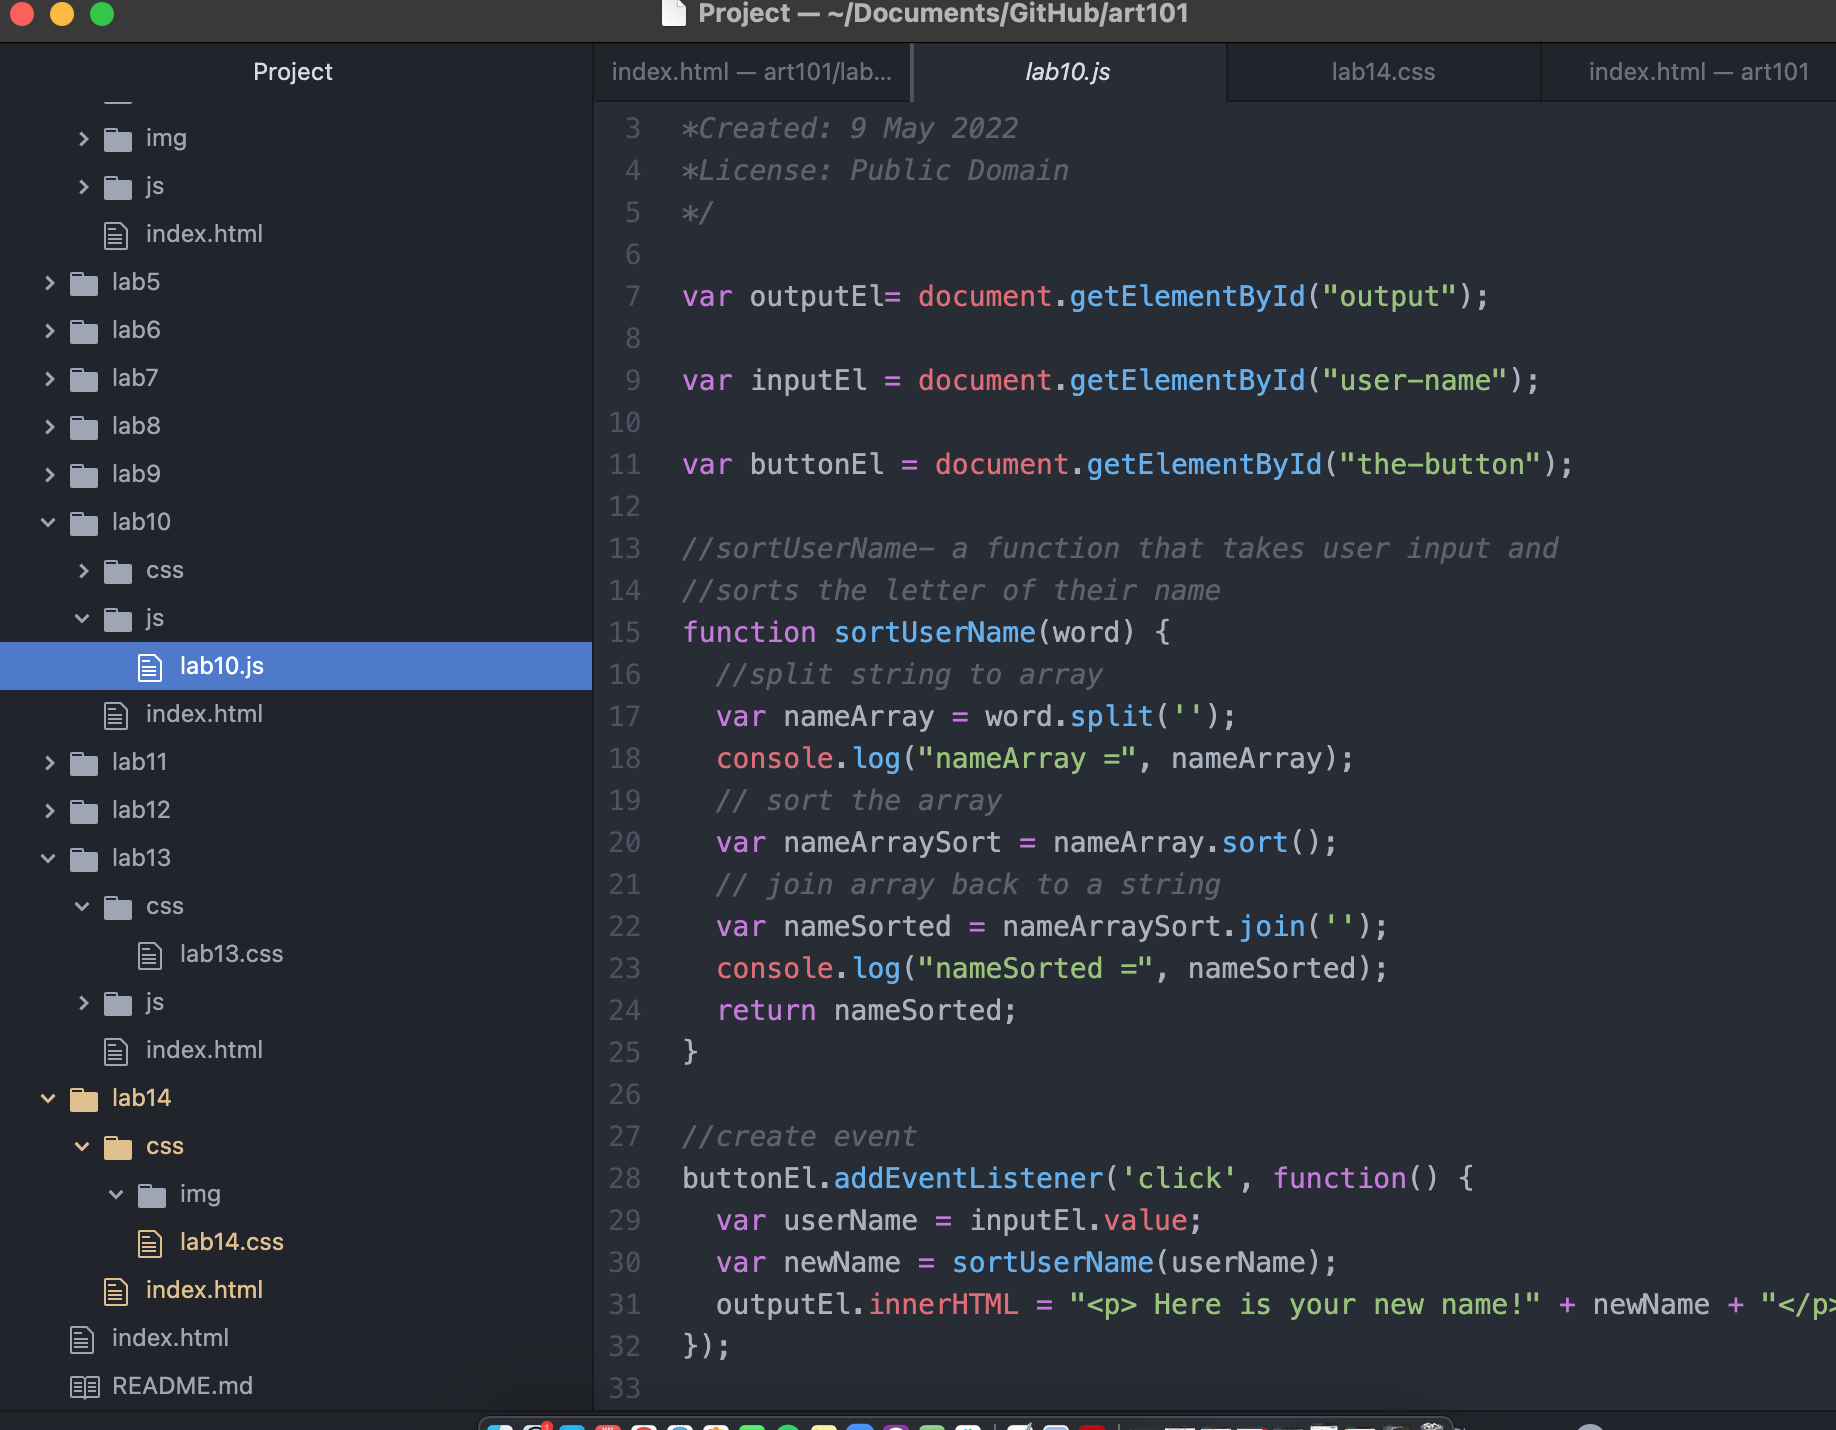 Project — ~/Documents/GitHub/art101
Project
index.html — art101/lab...
lab10.js
lab14.css
index.html — art101
img
js
index.html
lab5
lab6
lab7
lab8
lab9
lab10
css
js
lab10.js
index.html
lab11
lab12
lab13
css
lab13.css
js
index.html
lab14
css
img
lab14.css
index.html
index.html
README.md
3 *Created: 9 May 2022
4 *License: Public Domain
5 */
6
7 var outputEl= document.getElementById("output");
8
9 var inputEl = document.getElementById("user-name");
10
11 var buttonEl = document.getElementById("the-button");
12
13 //sortUserName- a function that takes user input and
14 //sorts the letter of their name
15 function sortUserName(word) {
16 //split string to array
17 var nameArray = word.split('');
18 console.log("nameArray =", nameArray);
19 // sort the array
20 var nameArraySort = nameArray.sort();
21 // join array back to a string
22 var nameSorted = nameArraySort.join('');
23 console.log("nameSorted =", nameSorted);
24 return nameSorted;
25 }
26
27 //create event
28 buttonEl.addEventListener('click', function() {
29 var userName = inputEl.value;
30 var newName = sortUserName(userName);
31 outputEl.innerHTML = "<p> Here is your new name!" + newName + "</p>
32 });
33